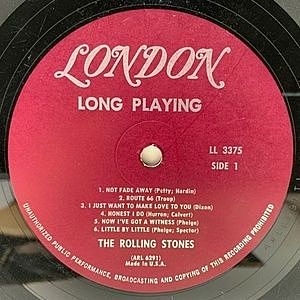 LONDON
LONG PLAYING
LL 3375
SIDE 1
1. NOT FADE AWAY (Petty; Hardin)
2. ROUTE 66 (Troup)
3. I JUST WANT TO MAKE LOVE TO YOU (Dixon)
4. HONEST I DO (Hurron; Calvert)
5. NOW I'VE GOT A WITNESS (Phelge)
6. LITTLE BY LITTLE (Phelge; Spector)
THE ROLLING STONES
(ARL 6291)
Made in U.S.A.
UNAUTHORIZED PUBLIC PERFORMANCE, BROADCASTING AND COPYING OF THIS RECORDING PROHIBITED